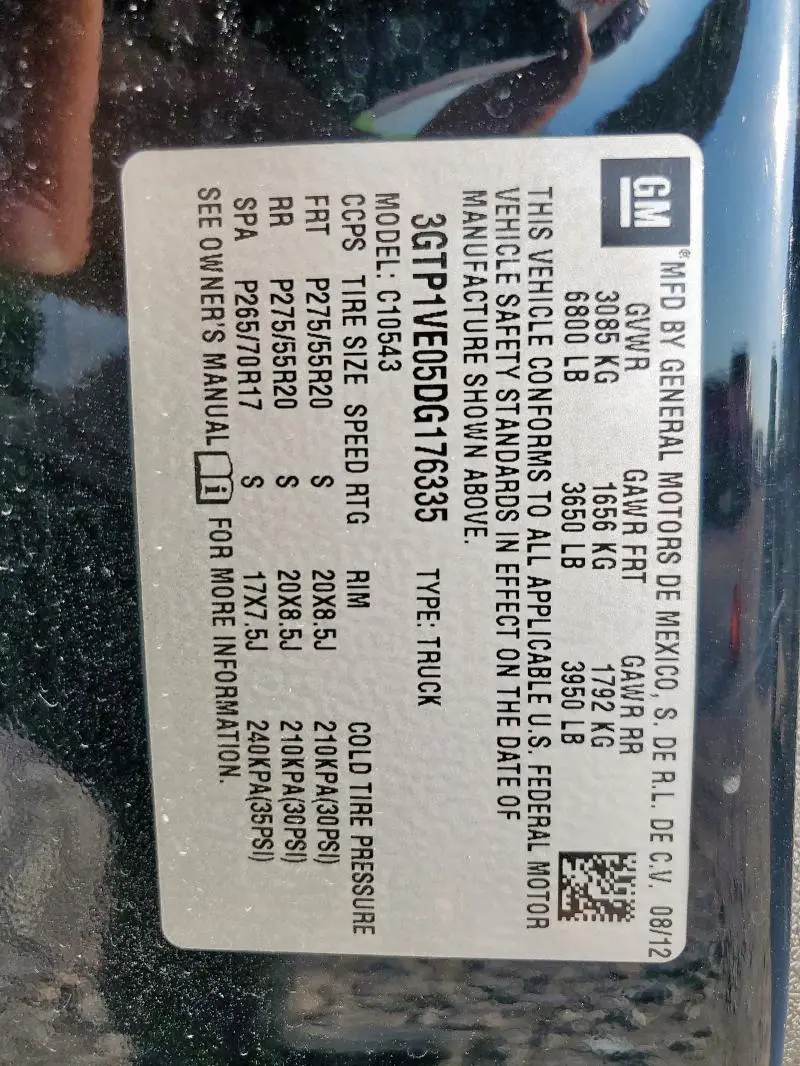 GM
® MFD BY GENERAL MOTORS DE MEXICO, S. DE R.L. DE C.V. 08/12
GVWR GAWR FRT GAWR RR
3085 KG 1656 KG 1792 KG
6800 LB 3650 LB 3950 LB
THIS VEHICLE CONFORMS TO ALL APPLICABLE U.S. FEDERAL MOTOR
VEHICLE SAFETY STANDARDS IN EFFECT ON THE DATE OF
MANUFACTURE SHOWN ABOVE.
3GTP1VE05DG176335 TYPE: TRUCK
MODEL: C10543
CCPS TIRE SIZE SPEED RTG RIM COLD TIRE PRESSURE
FRT P275/55R20 S 20X8.5J 210KPA(30PSI)
RR P275/55R20 S 20X8.5J 210KPA(30PSI)
SPA P265/70R17 S 17X7.5J 240KPA(35PSI)
SEE OWNER'S MANUAL i FOR MORE INFORMATION.